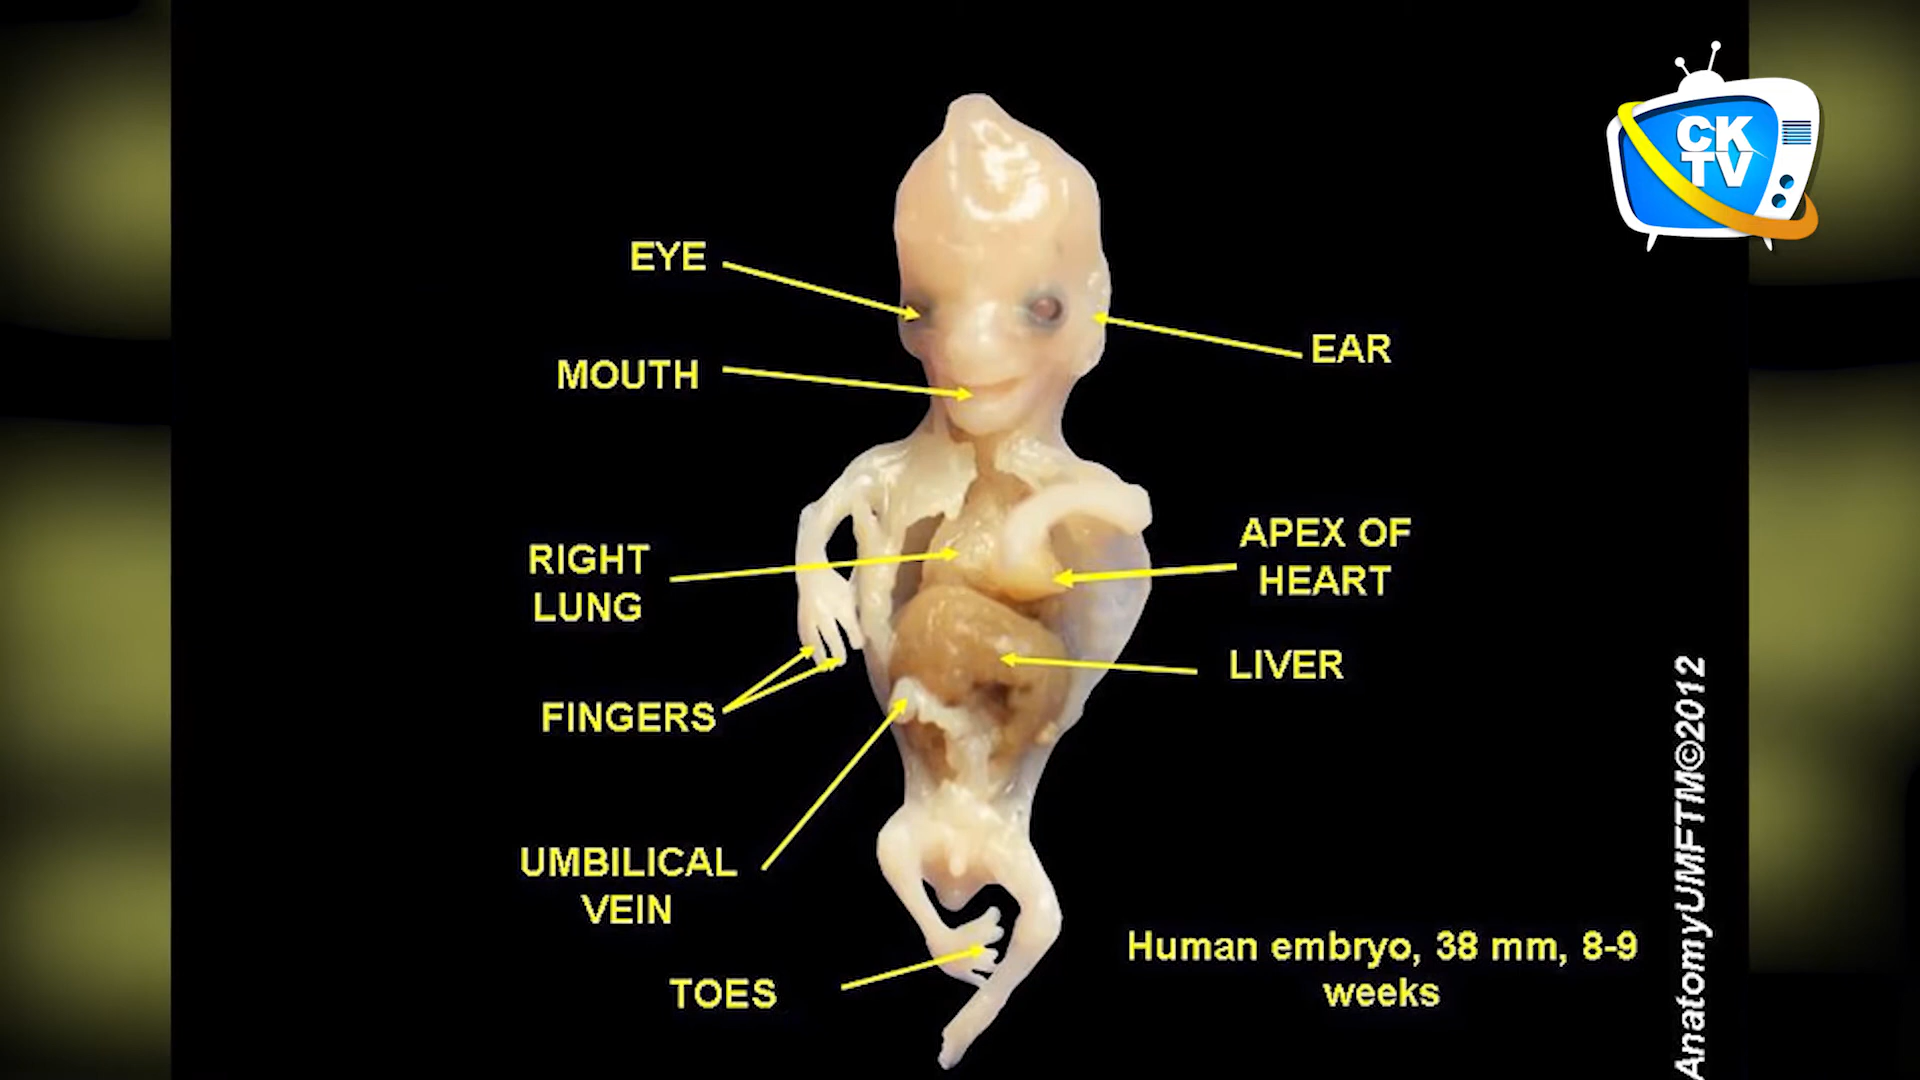 CK
TV
EYE
EAR
MOUTH
APEX OF
HEART
RIGHT
LUNG
LIVER
FINGERS
UMBILICAL
VEIN
Human embryo, 38 mm, 8-9
weeks
TOES
AnatomyUMFTM©2012